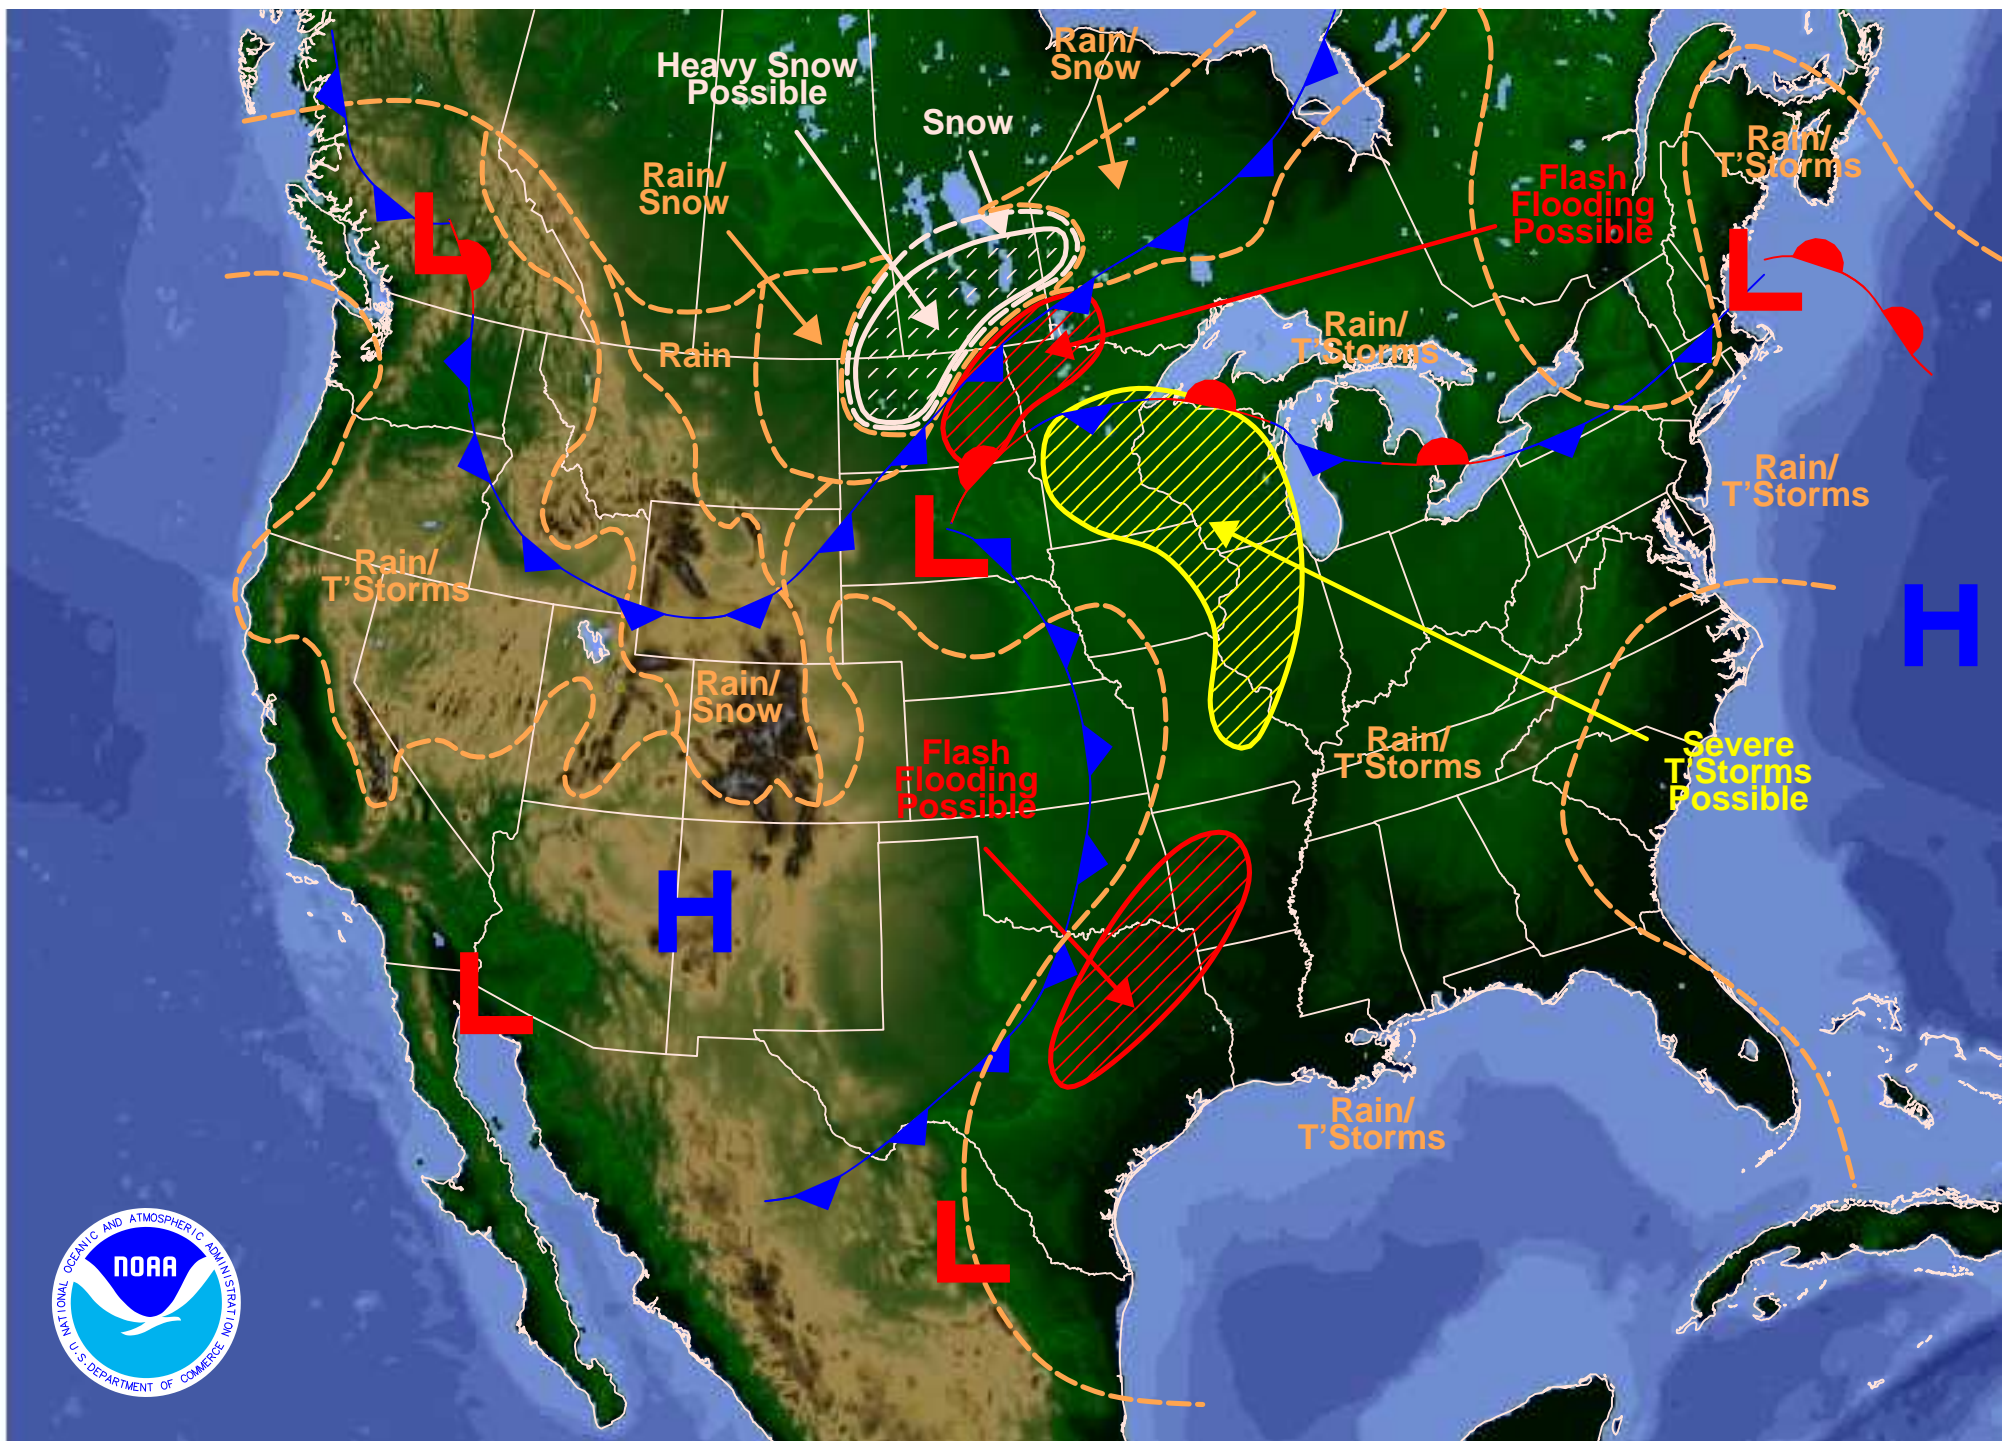 Rain/
Snow
Heavy Snow
Possible
Snow
Rain/
T'Storms
Rain/
Snow
Flash
Flooding
Possible
L
L
Rain/
T'Storms
Rain
Rain/
T'Storms
L
Rain/
T'Storms
H
Rain/
Snow
Rain/
T'Storms
Severe
T'Storms
Possible
Flash
Flooding
Possible
H
L
Rain/
T'Storms
L
NATIONAL OCEANIC AND ATMOSPHERIC ADMINISTRATION
NOAA
U.S. DEPARTMENT OF COMMERCE